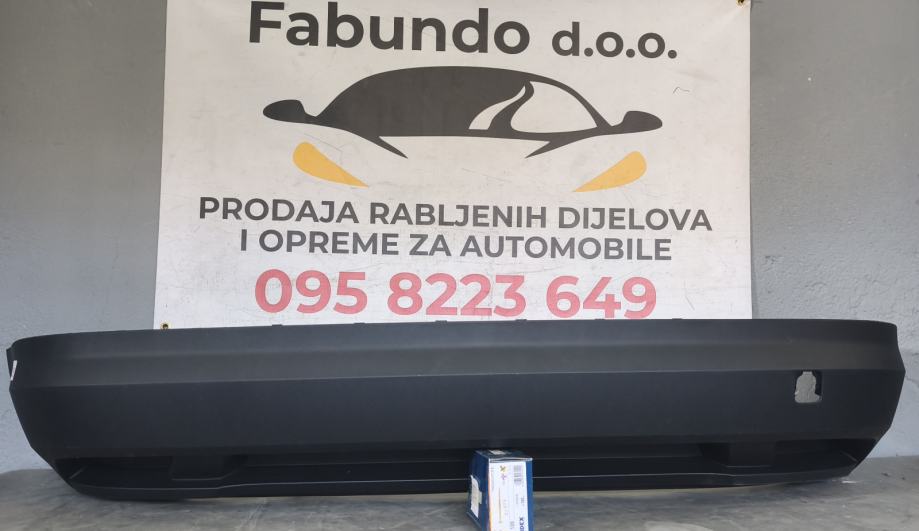 Fabundo d.o.o.
PRODAJA RABLJENIH DIJELOVA
I OPREME ZA AUTOMOBILE
095 8223 649